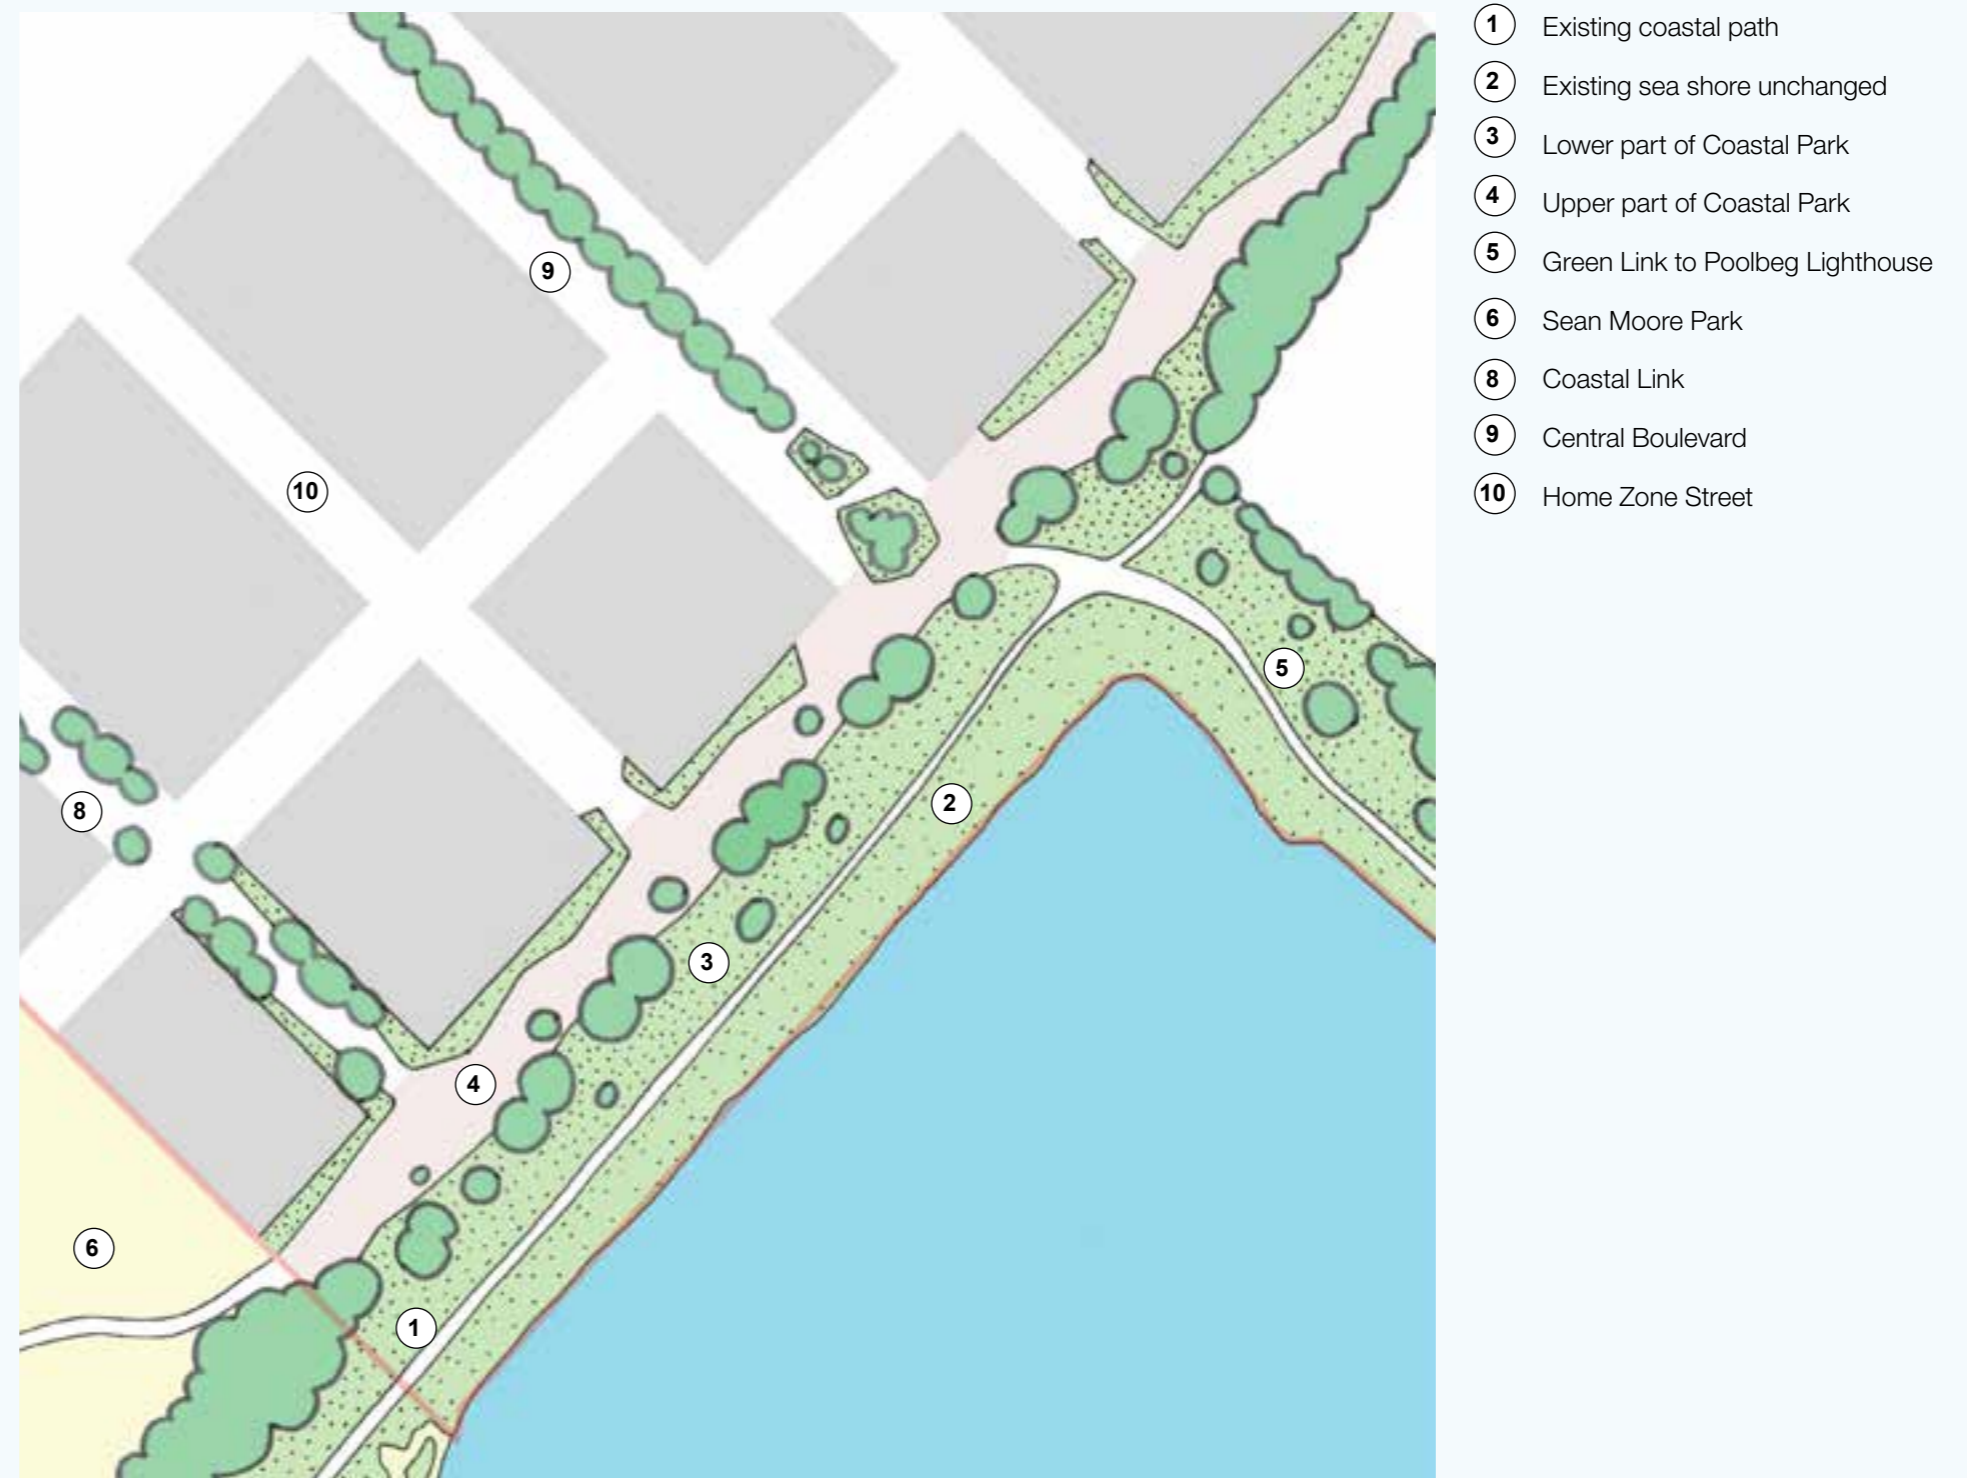 1 Existing coastal path
2 Existing sea shore unchanged
3 Lower part of Coastal Park
4 Upper part of Coastal Park
5 Green Link to Poolbeg Lighthouse
6 Sean Moore Park
8 Coastal Link
9 Central Boulevard
10 Home Zone Street
9
10
5
8
2
3
4
6
1